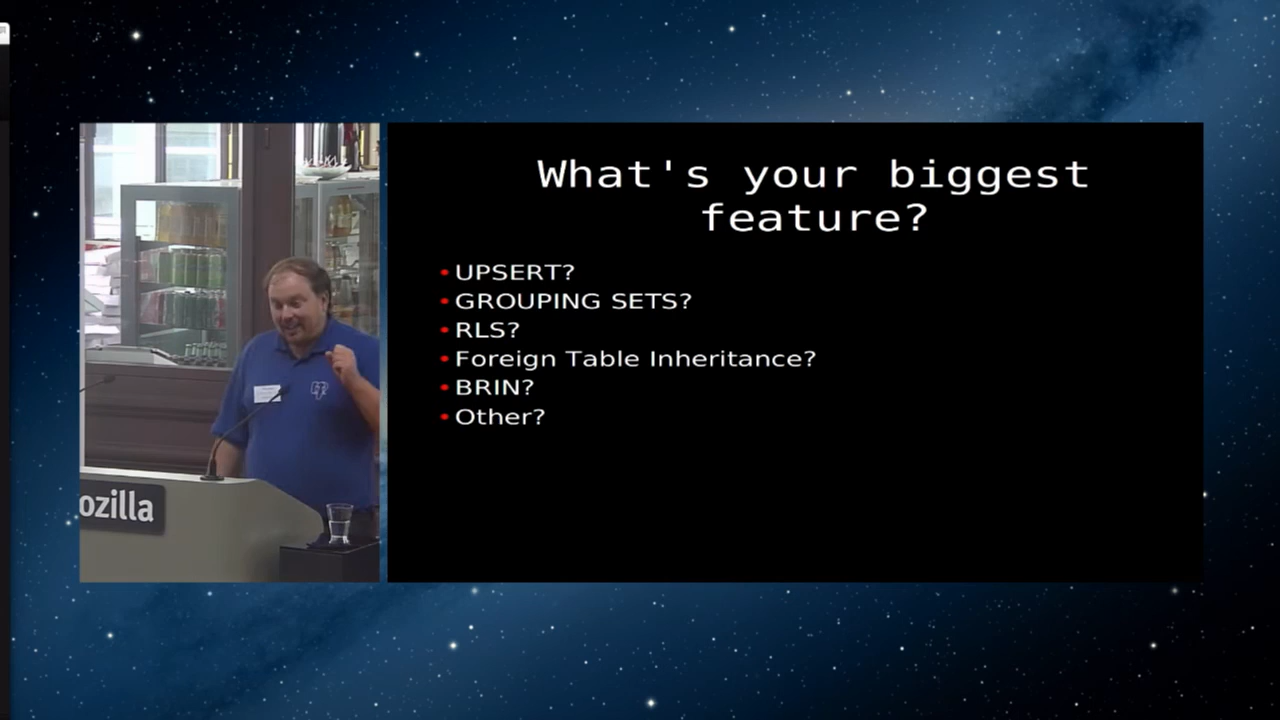 What's your biggest
feature?
• UPSERT?
• GROUPING SETS?
• RLS?
• Foreign Table Inheritance?
• BRIN?
• Other?
ozilla